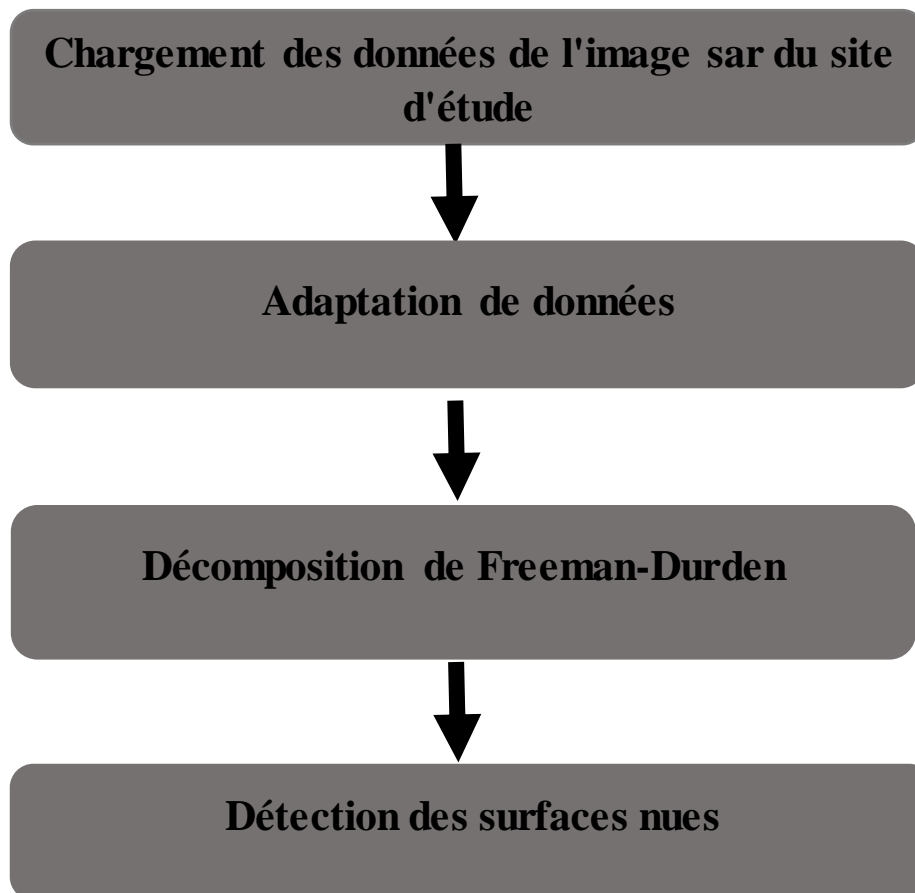 Chargement des données de l'image sar du site
d'étude
Adaptation de données
Décomposition de Freeman-Durden
Détection des surfaces nues